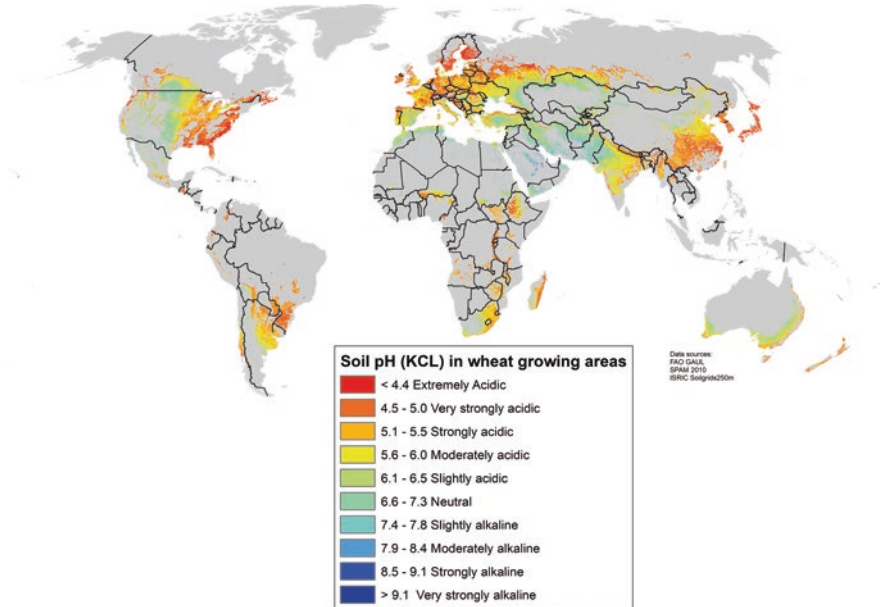 Soil pH (KCL) in wheat growing areas
< 4.4 Extremely Acidic
4.5 - 5.0 Very strongly acidic
5.1 - 5.5 Strongly acidic
5.6 - 6.0 Moderately acidic
6.1 - 6.5 Slightly acidic
6.6 - 7.3 Neutral
7.4 - 7.8 Slightly alkaline
7.9 - 8.4 Moderately alkaline
8.5 - 9.1 Strongly alkaline
> 9.1 Very strongly alkaline
Data sources:
FAO GAUL
SPAM 2010
ISRIC Soilgrids250m